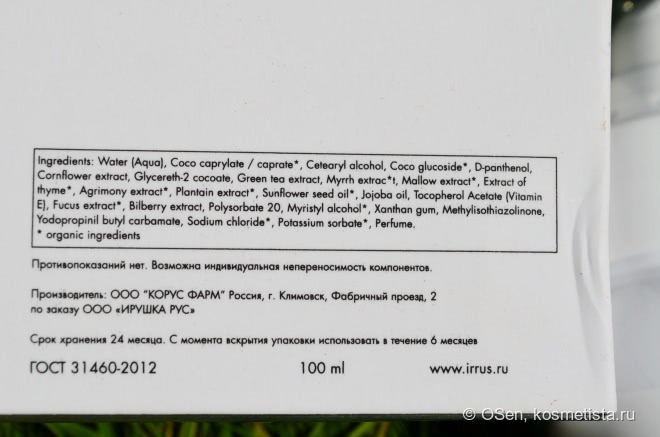 Ingredients: Water (Aqua), Coco caprylate / caprate*, Cetearyl alcohol, Coco glucoside*, D-panthenol,
Cornflower extract, Glycereth-2 cocoate, Green tea extract, Myrrh extrac*t, Mallow extract*, Extract of
thyme*, Agrimony extract*, Plantain extract*, Sunflower seed oil*, Jojoba oil, Tocopherol Acetate (Vitamin
E), Fucus extract*, Bilberry extract, Polysorbate 20, Myristyl alcohol*, Xanthan gum, Methylisothiazolinone,
Yodopropinil butyl carbamate, Sodium chloride*, Potassium sorbate*, Perfume.
* organic ingredients
Противопоказаний нет. Возможна индивидуальная непереносимость компонентов.
Производитель: ООО "КОРУС ФАРМ" Россия, г. Климовск, Фабричный проезд, 2
по заказу ООО «ИРУШКА РУС»
Срок хранения 24 месяца. С момента вскрытия упаковки использовать в течение 6 месяцев
ГОСТ 31460-2012 100 ml www.irrus.ru
© OSen, kosmetista.ru